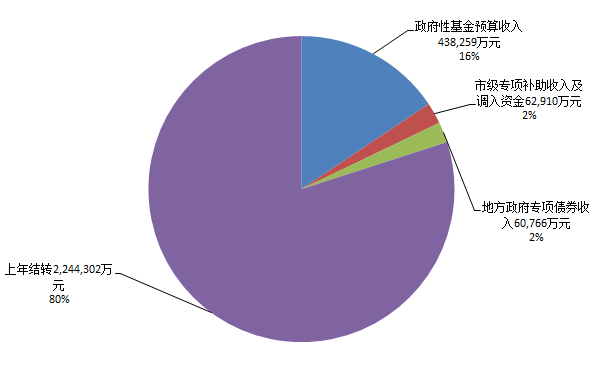 政府性基金预算收入
438,259万元
16%
市级专项补助收入及
调入资金62,910万元
2%
地方政府专项债券收
入60,766万元
2%
上年结转2,244,302万
元
80%